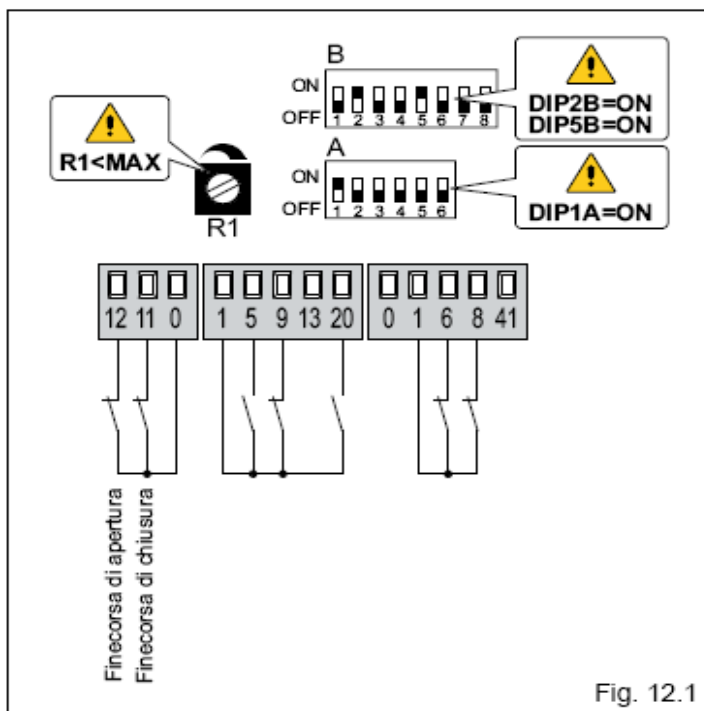 B
ON
OFF
1 2 3 4 5 6 7 8
DIP2B=ON
DIP5B=ON
R1<MAX
R1
A
ON
OFF
1 2 3 4 5 6
DIP1A=ON
12 11 0
1 5 9 13 20
0 1 6 8 41
Finecorsa di apertura
Finecorsa di chiusura
Fig. 12.1